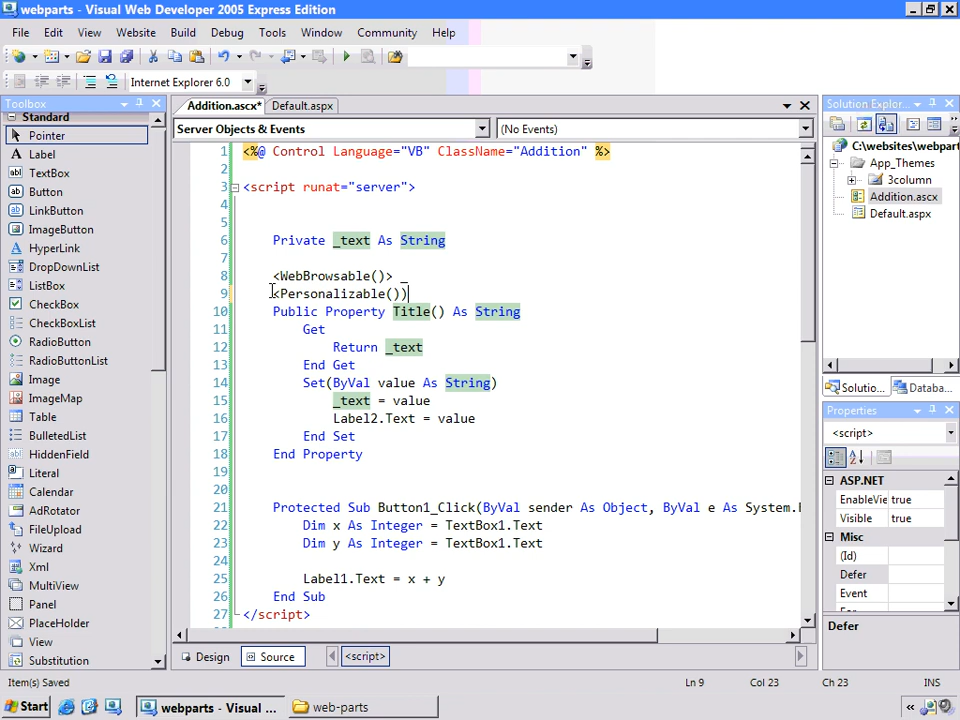 webparts - Visual Web Developer 2005 Express Edition
File Edit View Website Build Debug Tools Window Community Help
Internet Explorer 6.0
Toolbox
Standard
Pointer
Label
TextBox
Button
LinkButton
ImageButton
HyperLink
DropDownList
ListBox
CheckBox
CheckBoxList
RadioButton
RadioButtonList
Image
ImageMap
Table
BulletedList
HiddenField
Literal
Calendar
AdRotator
FileUpload
Wizard
Xml
MultiView
Panel
PlaceHolder
View
Substitution
Addition.ascx* Default.aspx
Server Objects & Events (No Events)
1 <%@ Control Language="VB" ClassName="Addition" %>
2
3 <script runat="server">
4
5
6 Private _text As String
7
8 <WebBrowsable()> _
9 <Personalizable())
10 Public Property Title() As String
11 Get
12 Return _text
13 End Get
14 Set(ByVal value As String)
15 _text = value
16 Label2.Text = value
17 End Set
18 End Property
19
20
21 Protected Sub Button1_Click(ByVal sender As Object, ByVal e As System.
22 Dim x As Integer = TextBox1.Text
23 Dim y As Integer = TextBox1.Text
24
25 Label1.Text = x + y
26 End Sub
27 </script>
Design Source <script>
Solution Explor...
C:\websites\webpart
App_Themes
3column
Addition.ascx
Default.aspx
Solutio... Databa...
Properties
<script>
ASP.NET
EnableVie true
Visible true
Misc
(Id)
Defer
Event
Defer
Item(s) Saved Ln 9 Col 23 Ch 23 INS
Start webparts - Visual ... web-parts